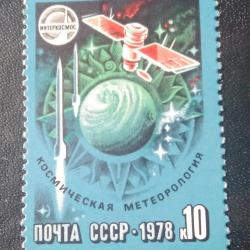 ИНТЕРКОСМОС
КОСМИЧЕСКАЯ МЕТЕОРОЛОГИЯ
ПОЧТА СССР·1978 К10